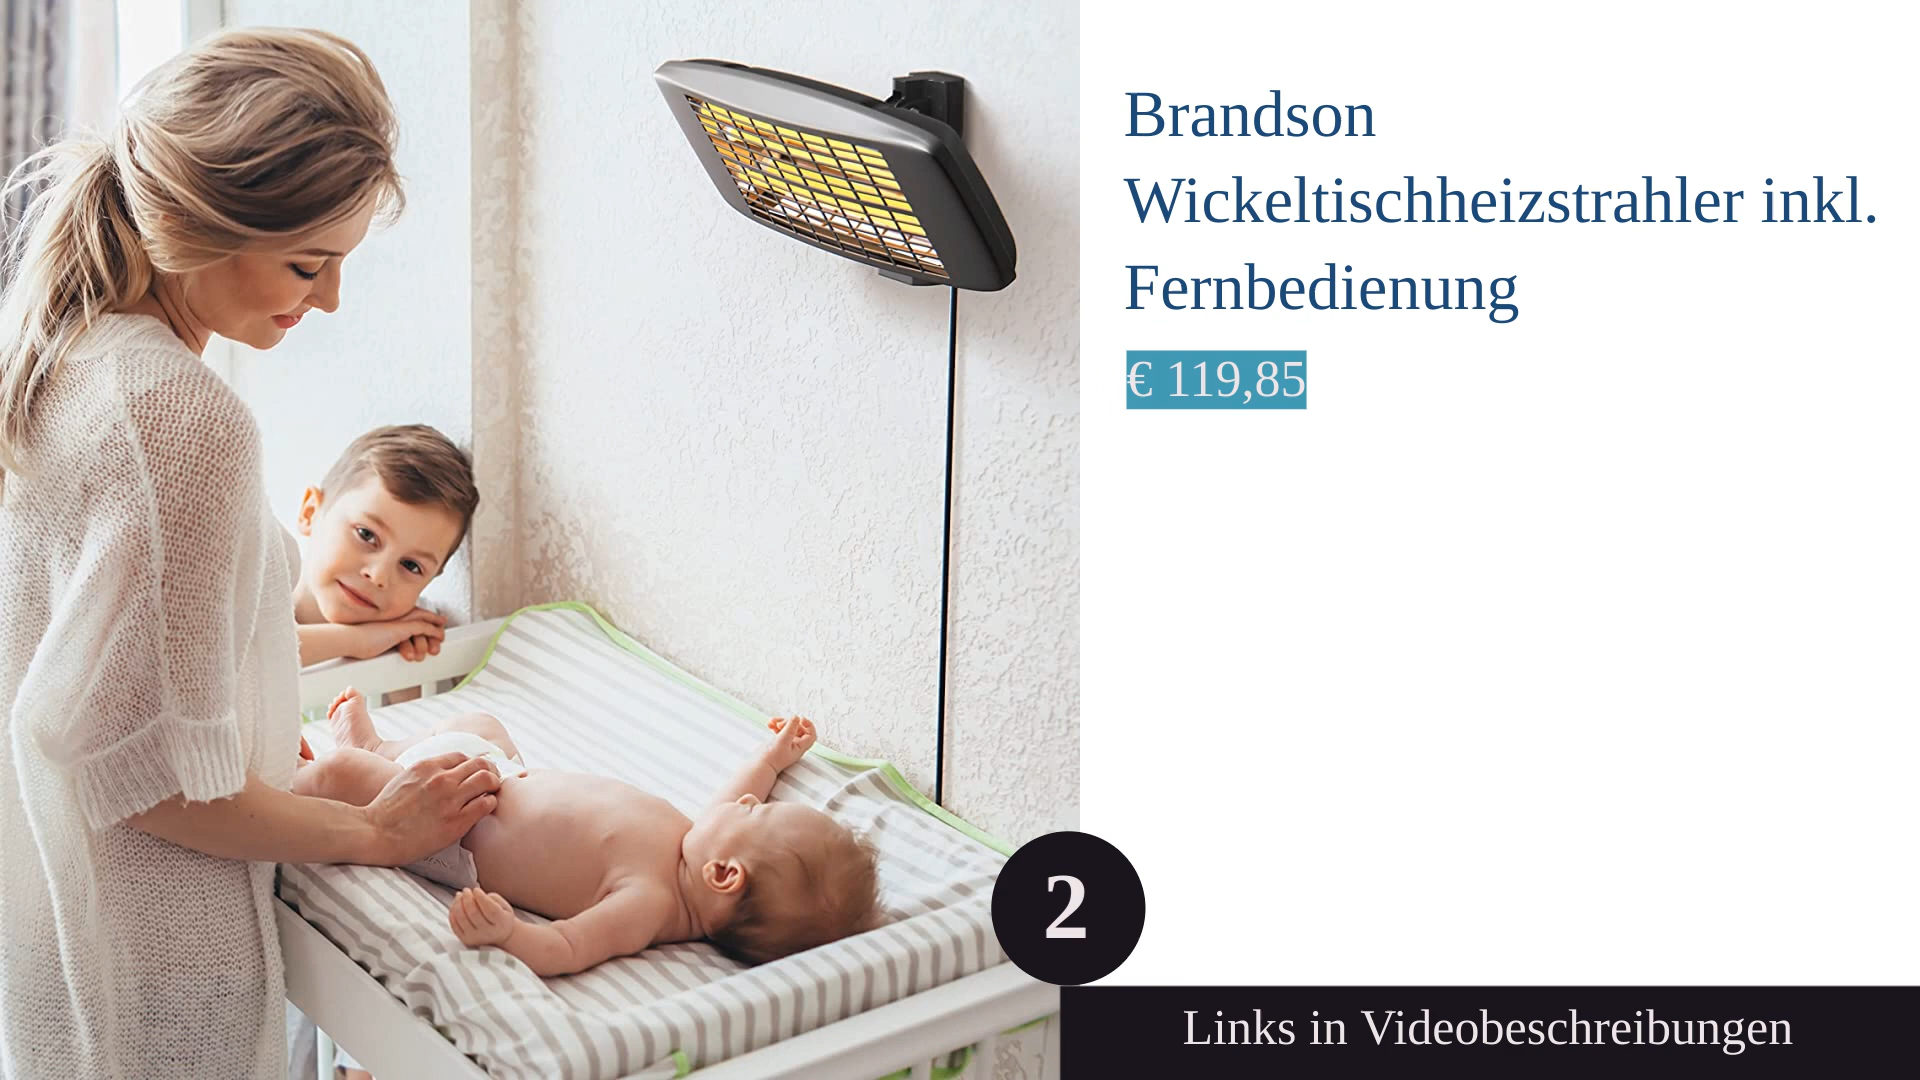 Brandson
Wickeltischheizstrahler inkl.
Fernbedienung
€ 119,85
2
Links in Videobeschreibungen